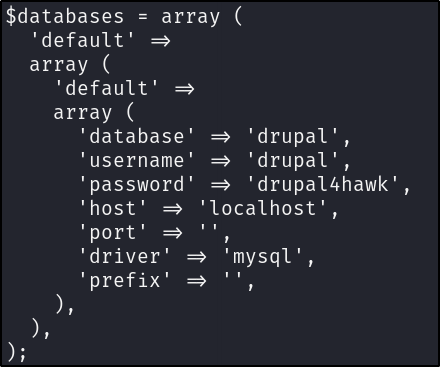 $databases = array (
  'default' =>
  array (
    'default' =>
    array (
      'database' => 'drupal',
      'username' => 'drupal',
      'password' => 'drupal4hawk',
      'host' => 'localhost',
      'port' => '',
      'driver' => 'mysql',
      'prefix' => '',
    ),
  ),
);